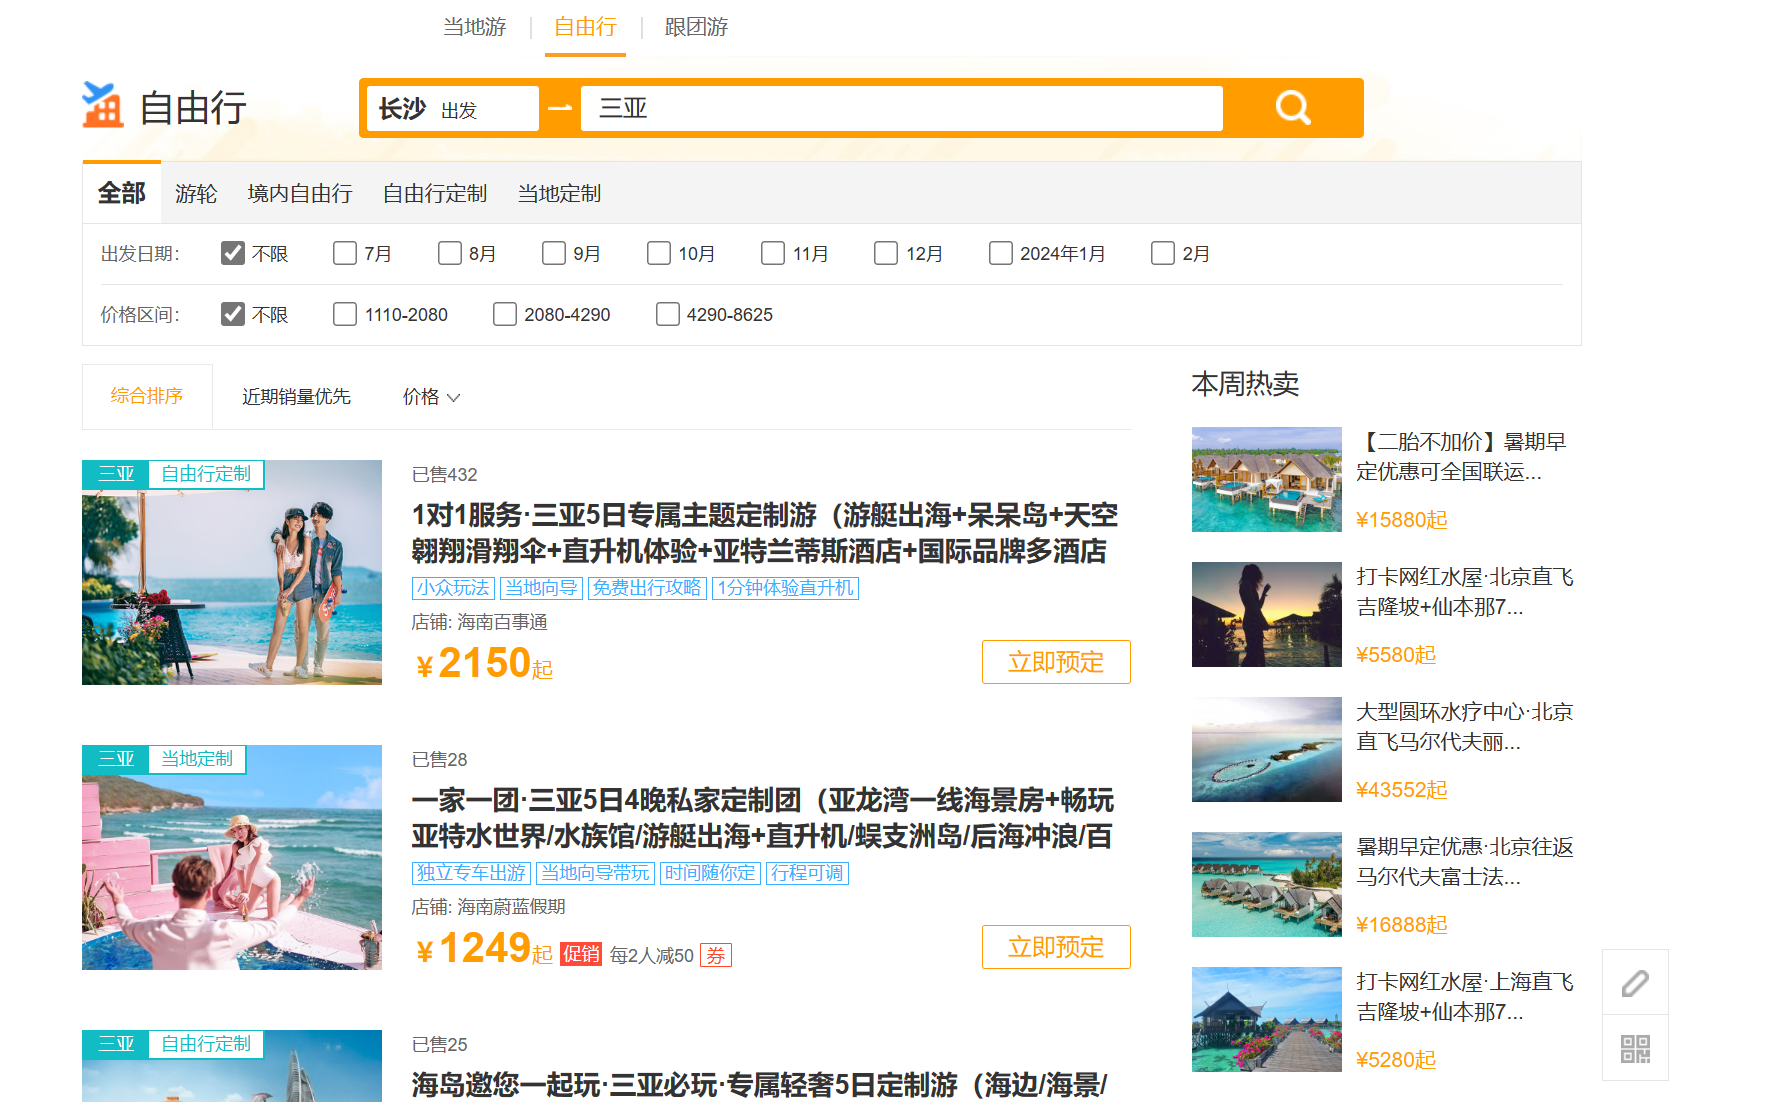 当地游 自由行 跟团游
自由行 长沙 出发 三亚
全部 游轮 境内自由行 自由行定制 当地定制
出发日期: 不限 7月 8月 9月 10月 11月 12月 2024年1月 2月
价格区间: 不限 1110-2080 2080-4290 4290-8625
综合排序 近期销量优先 价格
三亚 自由行定制
已售432
1对1服务·三亚5日专属主题定制游（游艇出海+呆呆岛+天空
翱翔滑翔伞+直升机体验+亚特兰蒂斯酒店+国际品牌多酒店
小众玩法 当地向导 免费出行攻略 1分钟体验直升机
店铺: 海南百事通
¥2150起
立即预定
三亚 当地定制
已售28
一家一团·三亚5日4晚私家定制团（亚龙湾一线海景房+畅玩
亚特水世界/水族馆/游艇出海+直升机/蜈支洲岛/后海冲浪/百
独立专车出游 当地向导带玩 时间随你定 行程可调
店铺: 海南蔚蓝假期
¥1249起 促销 每2人减50 券
立即预定
三亚 自由行定制
已售25
海岛邀您一起玩·三亚必玩·专属轻奢5日定制游（海边/海景/
本周热卖
【二胎不加价】暑期早
定优惠可全国联运...
¥15880起
打卡网红水屋·北京直飞
吉隆坡+仙本那7...
¥5580起
大型圆环水疗中心·北京
直飞马尔代夫丽...
¥43552起
暑期早定优惠·北京往返
马尔代夫富士法...
¥16888起
打卡网红水屋·上海直飞
吉隆坡+仙本那7...
¥5280起